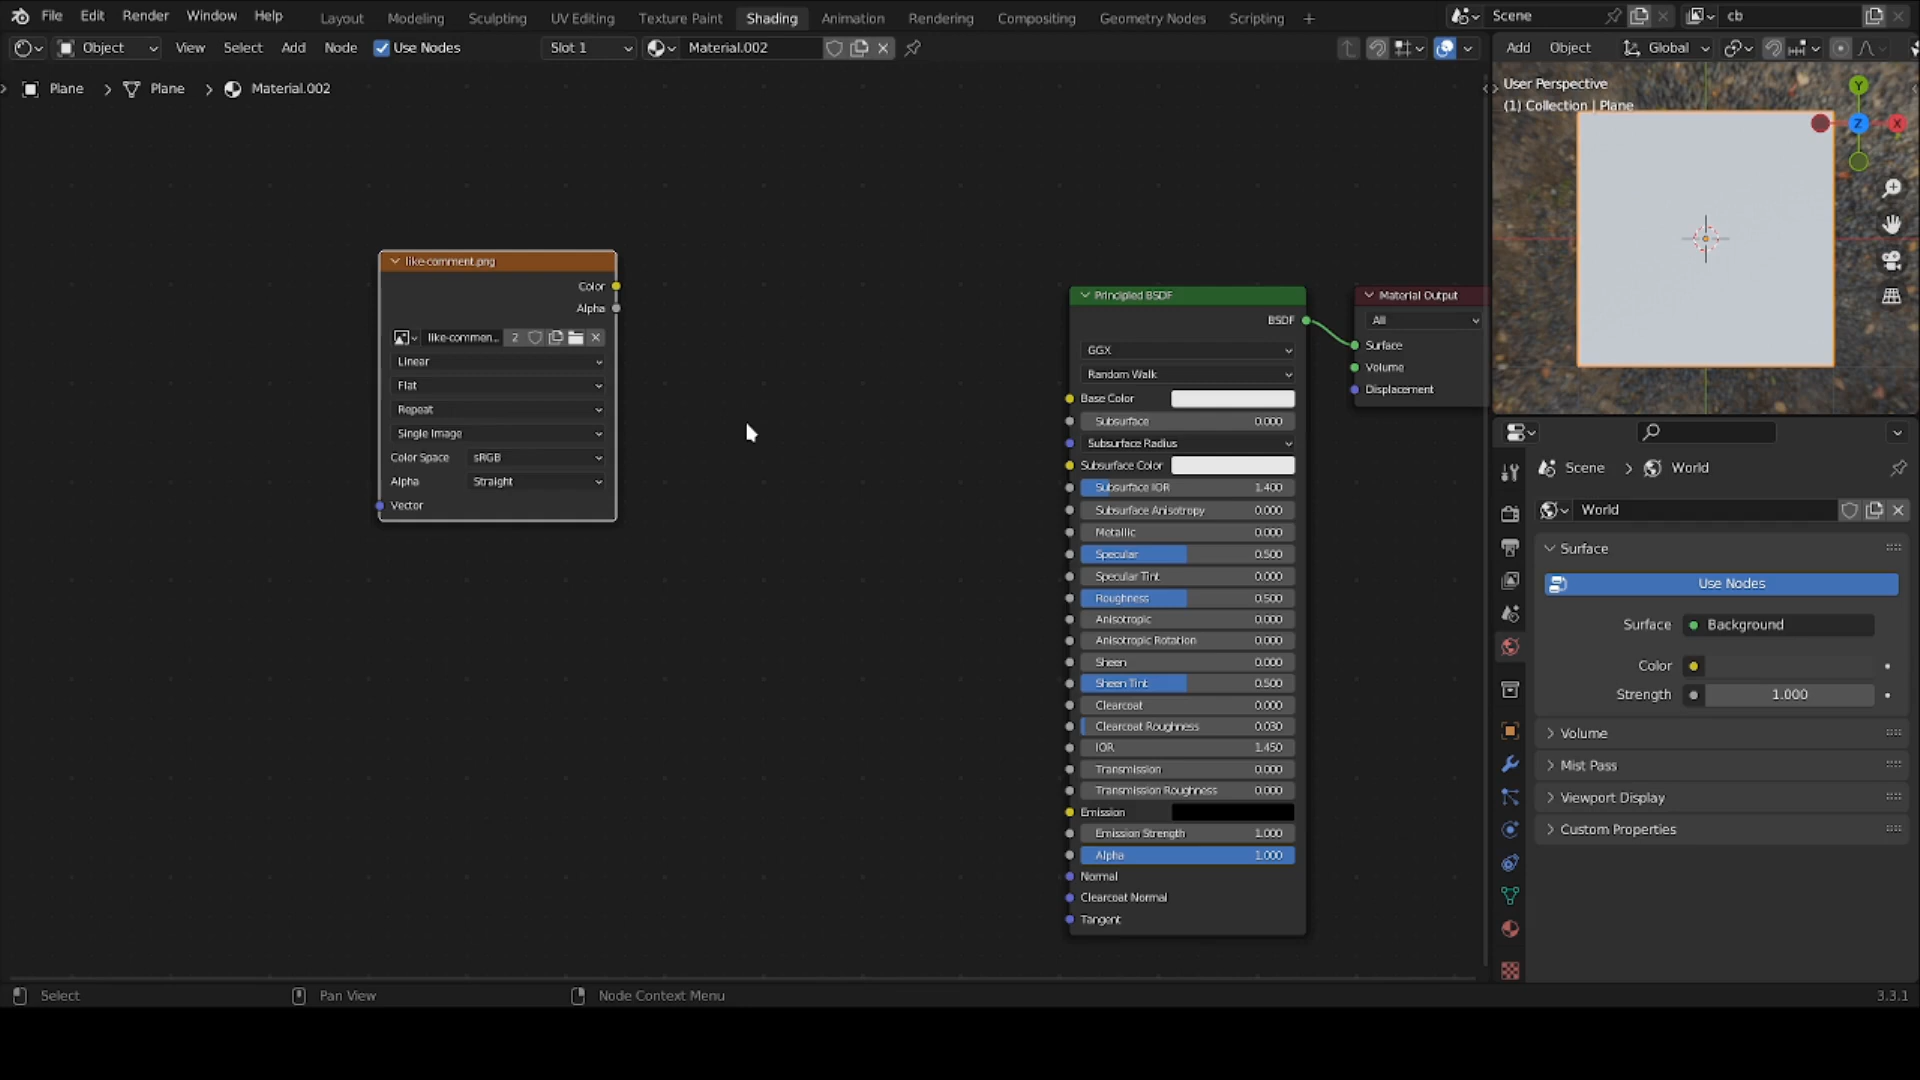 File Edit Render Window Help Layout Modeling Sculpting UV Editing Texture Paint Shading Animation Rendering Compositing Geometry Nodes Scripting + Scene cb
Object View Select Add Node Use Nodes Slot 1 Material.002 Add Object Global
Plane > Plane > Material.002
User Perspective
(1) Collection | Plane
Y
Z
X
like-comment.png
Color
Alpha
like-commen... 2
Linear
Flat
Repeat
Single Image
Color Space sRGB
Alpha Straight
Vector
Principled BSDF
BSDF
GGX
Random Walk
Base Color
Subsurface 0.000
Subsurface Radius
Subsurface Color
Subsurface IOR 1.400
Subsurface Anisotropy 0.000
Metallic 0.000
Specular 0.500
Specular Tint 0.000
Roughness 0.500
Anisotropic 0.000
Anisotropic Rotation 0.000
Sheen 0.000
Sheen Tint 0.500
Clearcoat 0.000
Clearcoat Roughness 0.030
IOR 1.450
Transmission 0.000
Transmission Roughness 0.000
Emission
Emission Strength 1.000
Alpha 1.000
Normal
Clearcoat Normal
Tangent
Material Output
All
Surface
Volume
Displacement
Scene > World
World
Surface
Use Nodes
Surface Background
Color
Strength 1.000
Volume
Mist Pass
Viewport Display
Custom Properties
Select Pan View Node Context Menu 3.3.1